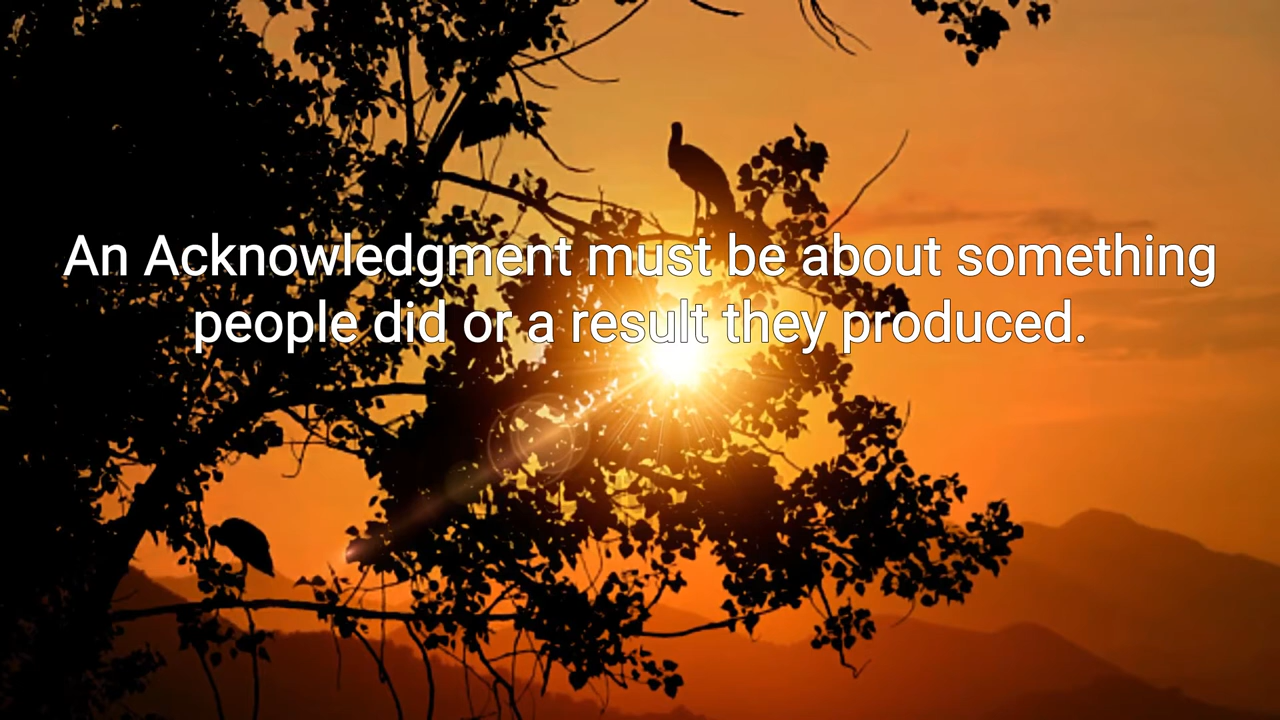 An Acknowledgment must be about something
people did or a result they produced.